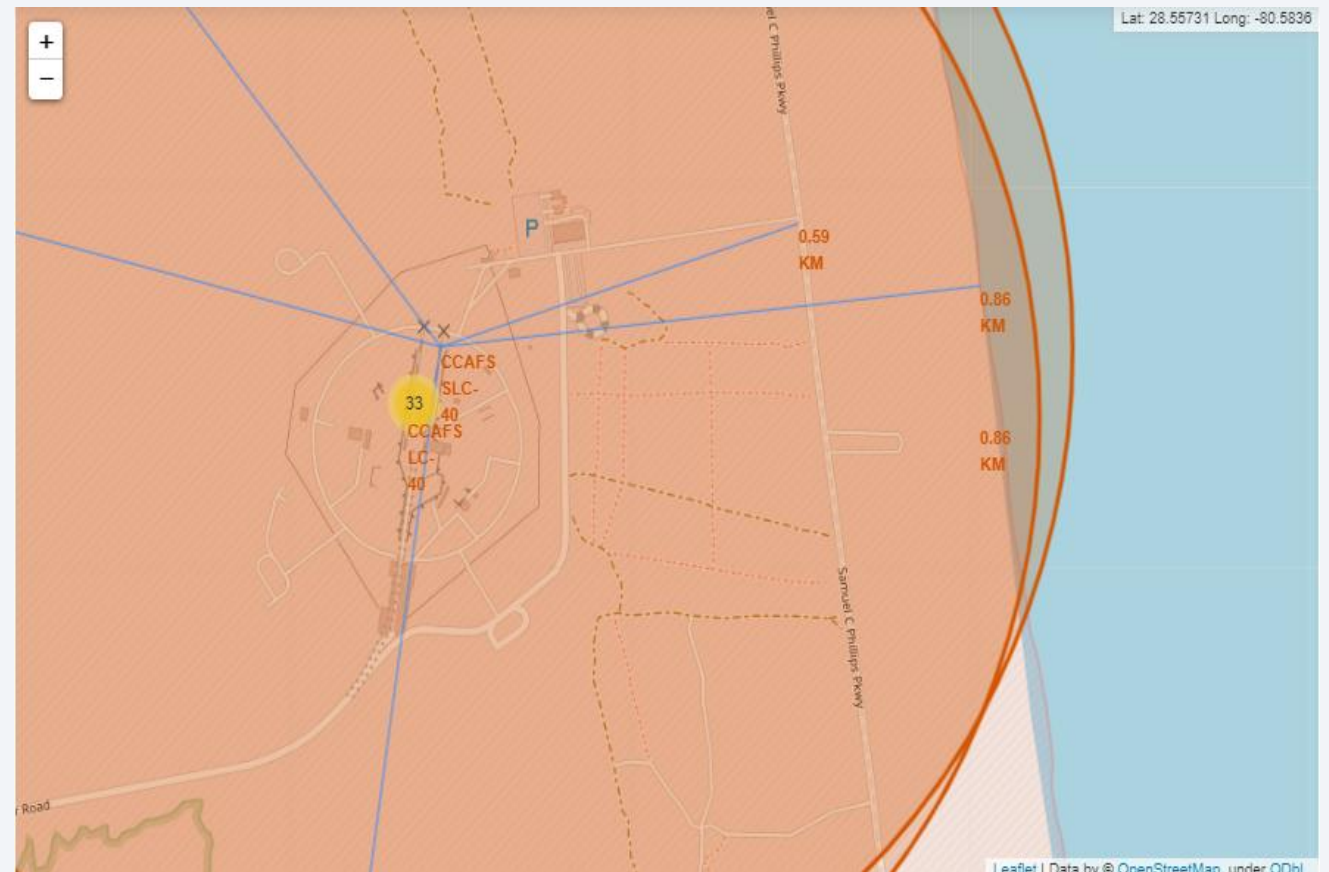 +
−
Lat: 28.55731 Long: -80.5836
el C Phillips Pkwy
P
0.59
KM
0.86
KM
CCAFS
SLC-
40
33
CCAFS
LC-
40
0.86
KM
Samuel C Phillips Pkwy
r Road
Leaflet | Data by © OpenStreetMap, under ODbL.